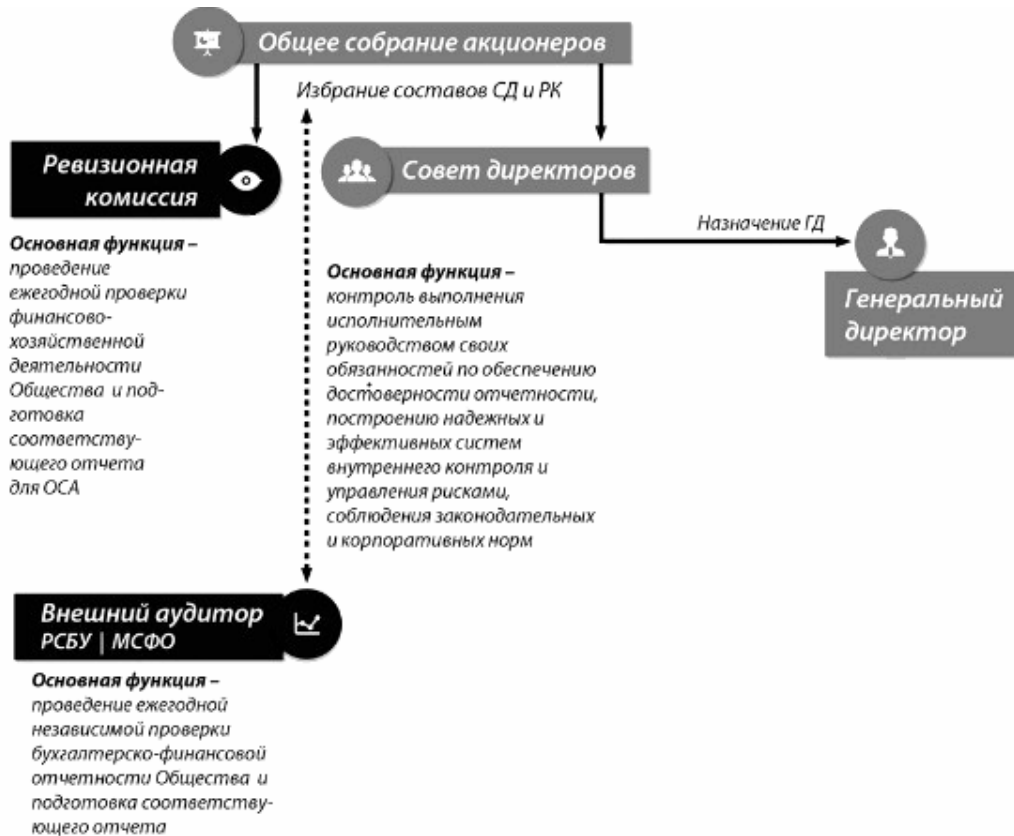 Общее собрание акционеров
Избрание составов СД и РК
Ревизионная
комиссия
Основная функция –
проведение
ежегодной проверки
финансово-
хозяйственной
деятельности
Общества и под-
готовка
соответству-
ющего отчета
для ОСА
Совет директоров
Основная функция –
контроль выполнения
исполнительным
руководством своих
обязанностей по обеспечению
достоверности отчетности,
построению надежных и
эффективных систем
внутреннего контроля и
управления рисками,
соблюдения законодательных
и корпоративных норм
Назначение ГД
Генеральный
директор
Внешний аудитор
РСБУ | МСФО
Основная функция –
проведение ежегодной
независимой проверки
бухгалтерско-финансовой
отчетности Общества и
подготовка соответству-
ющего отчета